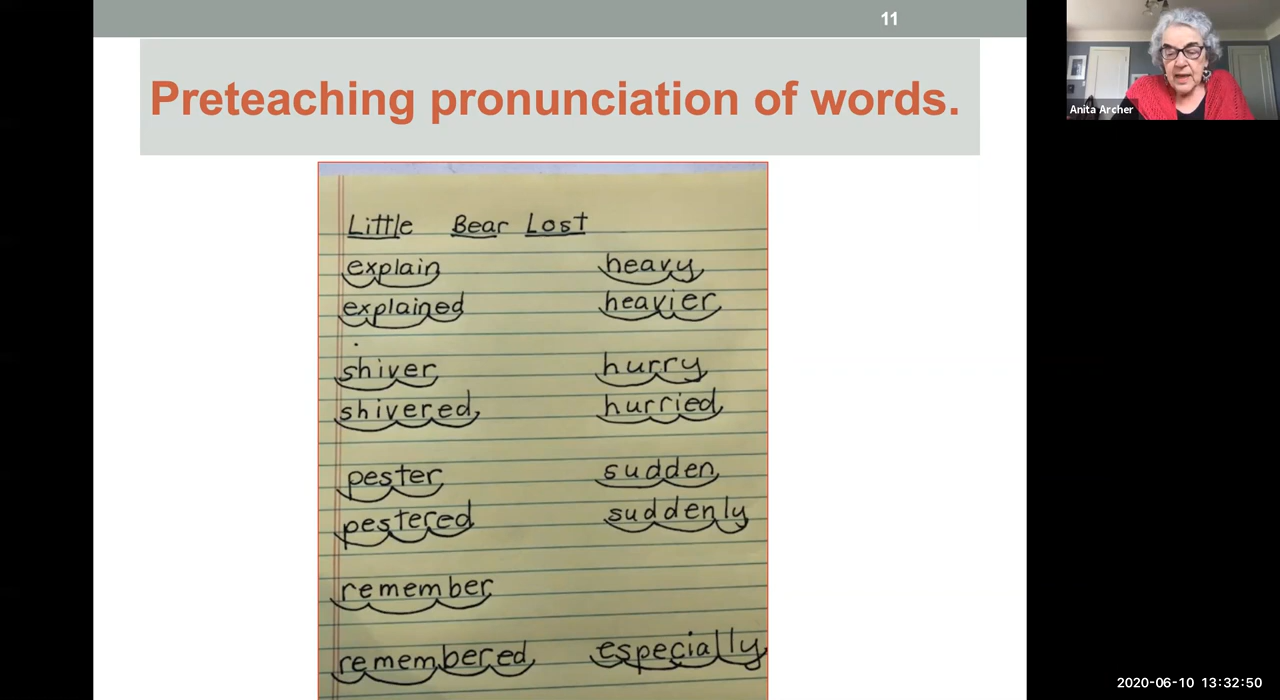 11
Preteaching pronunciation of words.
Anita Archer
Little Bear Lost
explain heavy
explained heavier
shiver hurry
shivered hurried
pester sudden
pestered suddenly
remember
remembered especially
2020-06-10 13:32:50